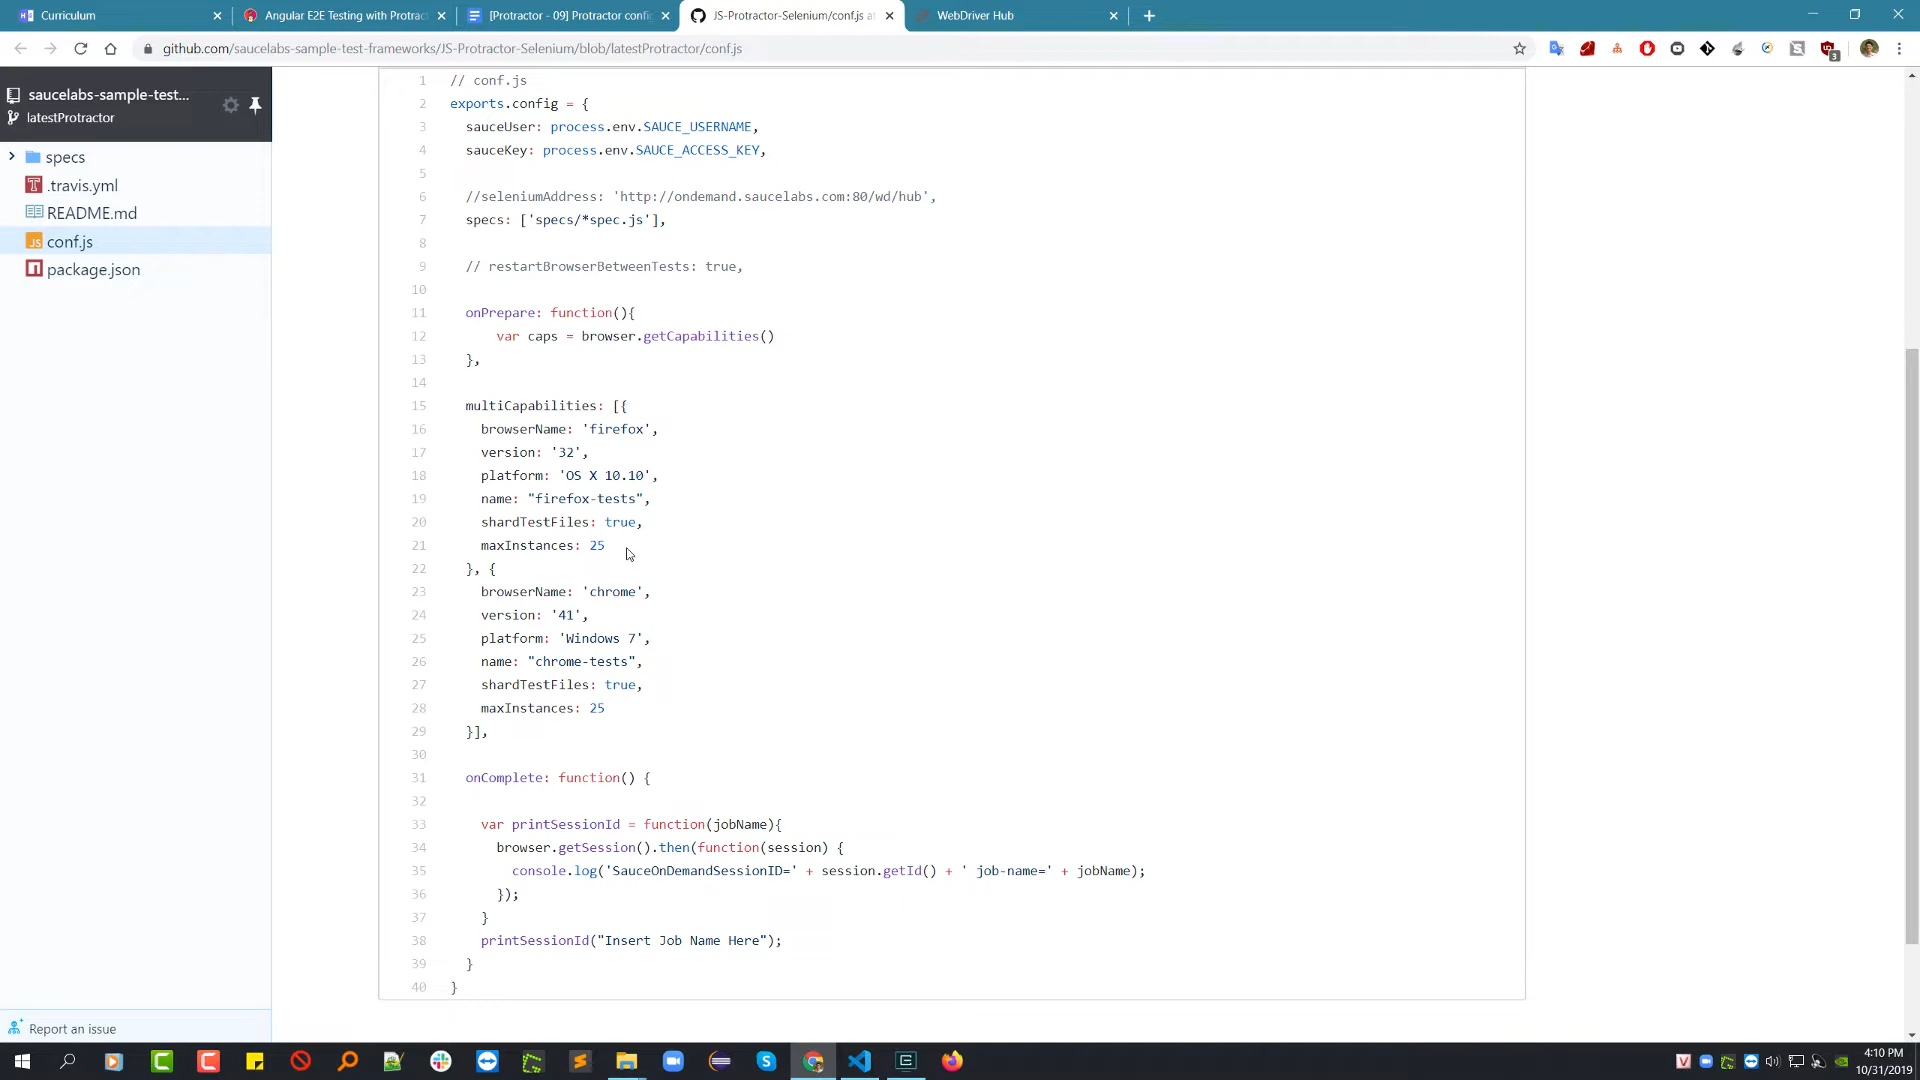 Curriculum
Angular E2E Testing with Protrac
[Protractor - 09] Protractor confi
JS-Protractor-Selenium/conf.js at
WebDriver Hub
github.com/saucelabs-sample-test-frameworks/JS-Protractor-Selenium/blob/latestProtractor/conf.js
saucelabs-sample-test...
latestProtractor
specs
.travis.yml
README.md
conf.js
package.json
Report an issue
1 // conf.js
2 exports.config = {
3 sauceUser: process.env.SAUCE_USERNAME,
4 sauceKey: process.env.SAUCE_ACCESS_KEY,
5
6 //seleniumAddress: 'http://ondemand.saucelabs.com:80/wd/hub',
7 specs: ['specs/*spec.js'],
8
9 // restartBrowserBetweenTests: true,
10
11 onPrepare: function(){
12 var caps = browser.getCapabilities()
13 },
14
15 multiCapabilities: [{
16 browserName: 'firefox',
17 version: '32',
18 platform: 'OS X 10.10',
19 name: "firefox-tests",
20 shardTestFiles: true,
21 maxInstances: 25
22 }, {
23 browserName: 'chrome',
24 version: '41',
25 platform: 'Windows 7',
26 name: "chrome-tests",
27 shardTestFiles: true,
28 maxInstances: 25
29 }],
30
31 onComplete: function() {
32
33 var printSessionId = function(jobName){
34 browser.getSession().then(function(session) {
35 console.log('SauceOnDemandSessionID=' + session.getId() + ' job-name=' + jobName);
36 });
37 }
38 printSessionId("Insert Job Name Here");
39 }
40 }
4:10 PM
10/31/2019